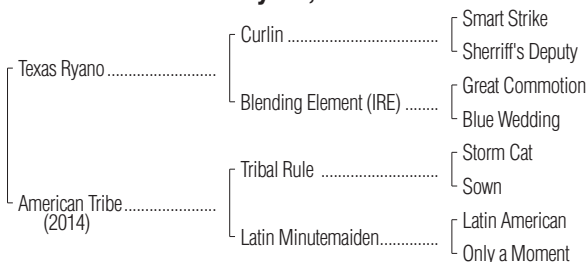 Smart Strike
Curlin
Sherriff's Deputy
Texas Ryano
Great Commotion
Blending Element (IRE)
Blue Wedding
Storm Cat
Tribal Rule
Sown
American Tribe
(2014)
Latin American
Latin Minutemaiden
Only a Moment